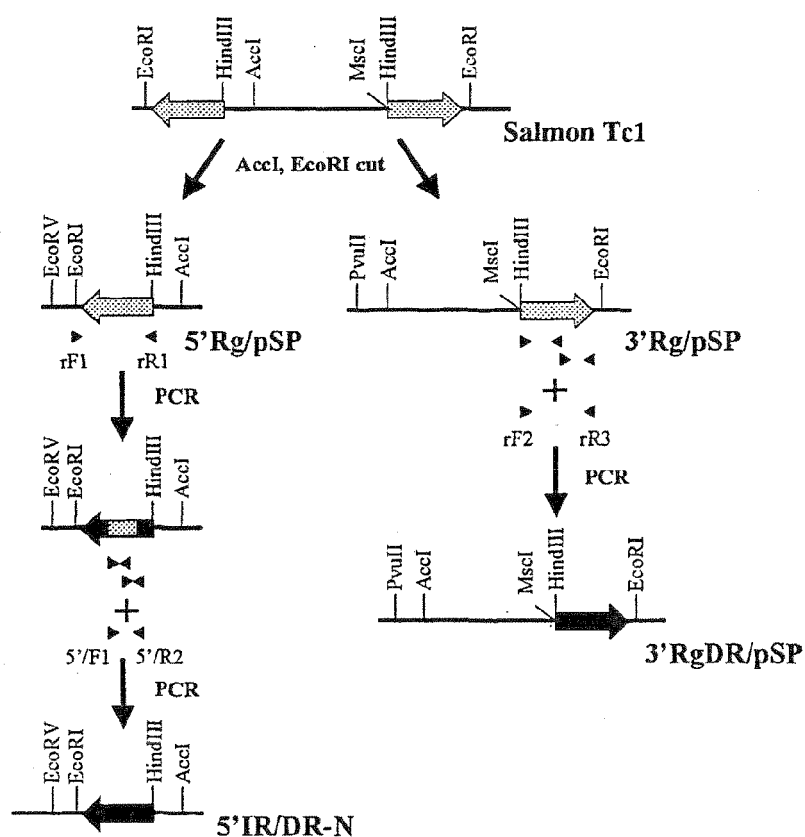 EcoRI
HindIII
AccI
MscI
HindIII
EcoRI
Salmon Tc1
AccI, EcoRI cut
EcoRV
EcoRI
HindIII
AccI
PvuII
AccI
MscI
HindIII
EcoRI
5'Rg/pSP
3'Rg/pSP
rF1
rR1
PCR
+
rF2
rR3
PCR
EcoRV
EcoRI
HindIII
AccI
+
5'/F1
5'/R2
PCR
PvuII
AccI
MscI
HindIII
EcoRI
3'RgDR/pSP
EcoRV
EcoRI
HindIII
AccI
5'IR/DR-N